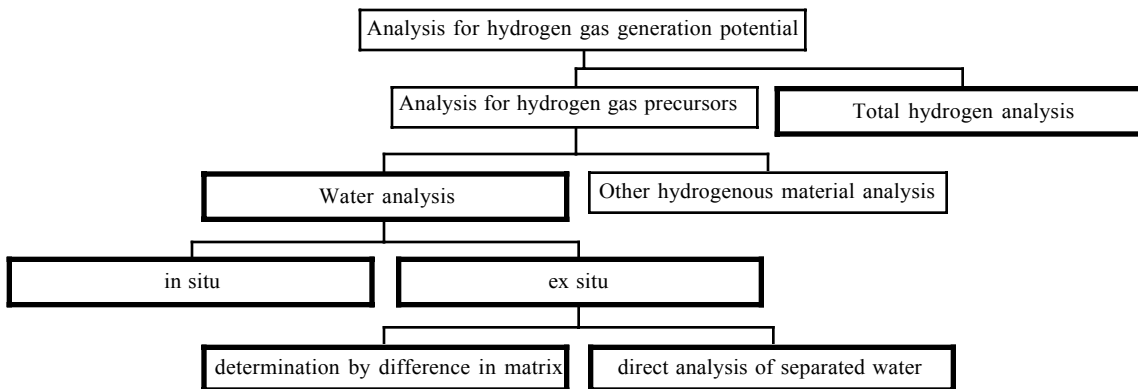 Analysis for hydrogen gas generation potential
Analysis for hydrogen gas precursors
Total hydrogen analysis
Water analysis
Other hydrogenous material analysis
in situ
ex situ
determination by difference in matrix
direct analysis of separated water